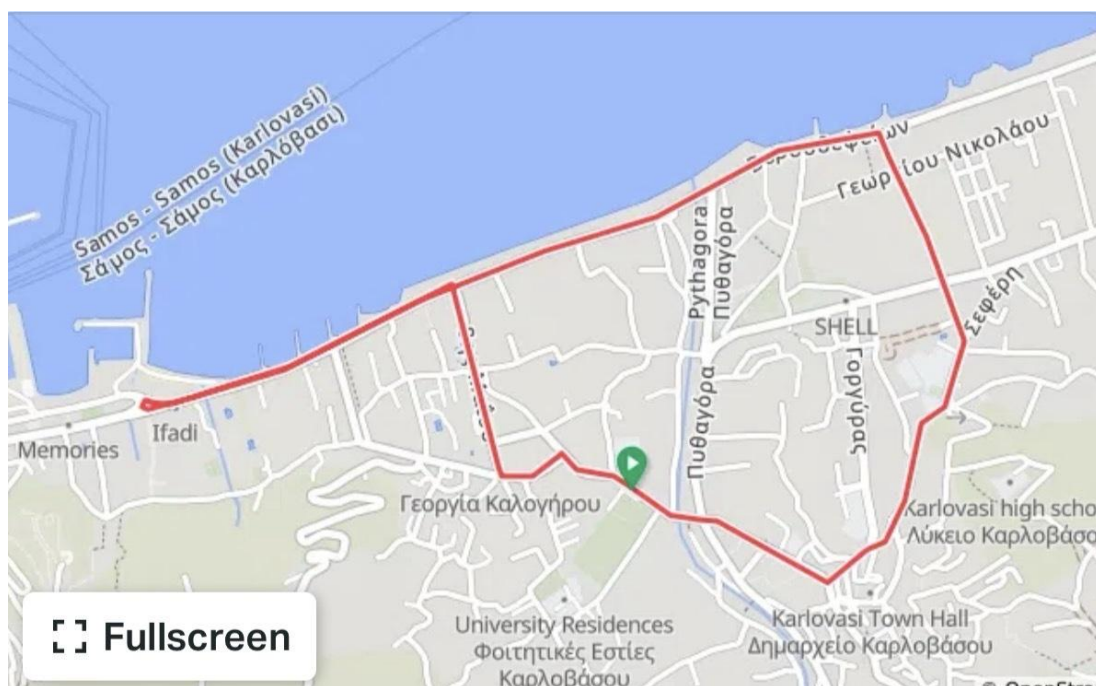 Samos - Samos (Karlovasi)
Σάμος - Σάμος (Καρλόβασι)
Γεωργίου Νικολάου
Pythagora
Πυθαγόρα
Σεφέρη
SHELL
Γοργύρας
Πυθαγόρα
Memories
Ifadi
Γεοργία Καλογήρου
Karlovasi high scho
Λύκειο Καρλοβάσο
University Residences
Φοιτητικές Εστίες
Καρλοβάσου
Karlovasi Town Hall
Δημαρχείο Καρλοβάσου
Fullscreen